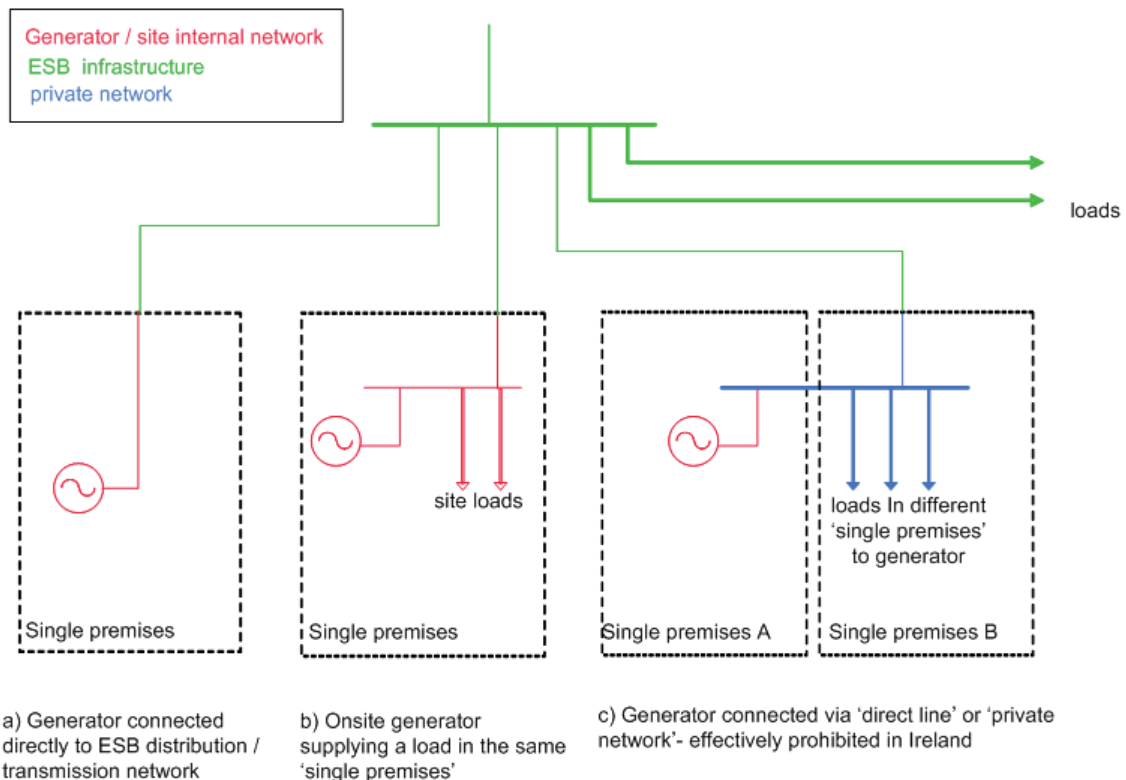 Generator / site internal network
ESB infrastructure
private network
loads
site loads
loads In different
‘single premises’
to generator
Single premises
Single premises
Single premises A
Single premises B
a) Generator connected
directly to ESB distribution /
transmission network
b) Onsite generator
supplying a load in the same
‘single premises’
c) Generator connected via ‘direct line’ or ‘private
network’- effectively prohibited in Ireland